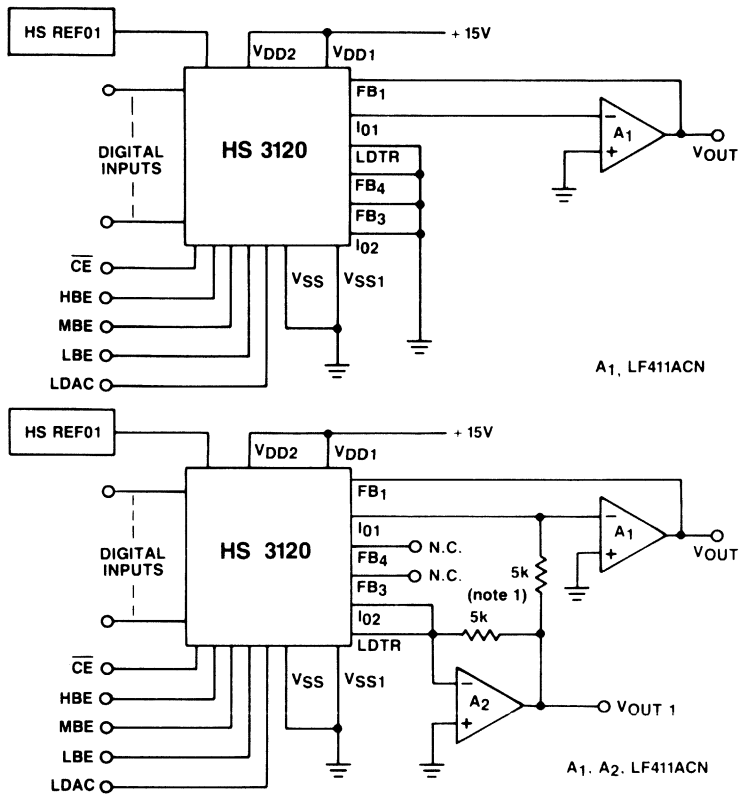 HS REF01
VDD2
VDD1
+ 15V
FB1
I01
LDTR
FB4
FB3
I02
DIGITAL
INPUTS
HS 3120
−
A1
+
VOUT
CE
HBE
MBE
LBE
LDAC
VSS
VSS1
A1, LF411ACN
HS REF01
VDD2
VDD1
+ 15V
FB1
I01
N.C.
FB4
N.C.
FB3
I02
LDTR
DIGITAL
INPUTS
HS 3120
−
A1
+
VOUT
5k
(note 1)
5k
−
A2
+
VOUT 1
CE
HBE
MBE
LBE
LDAC
VSS
VSS1
A1. A2. LF411ACN